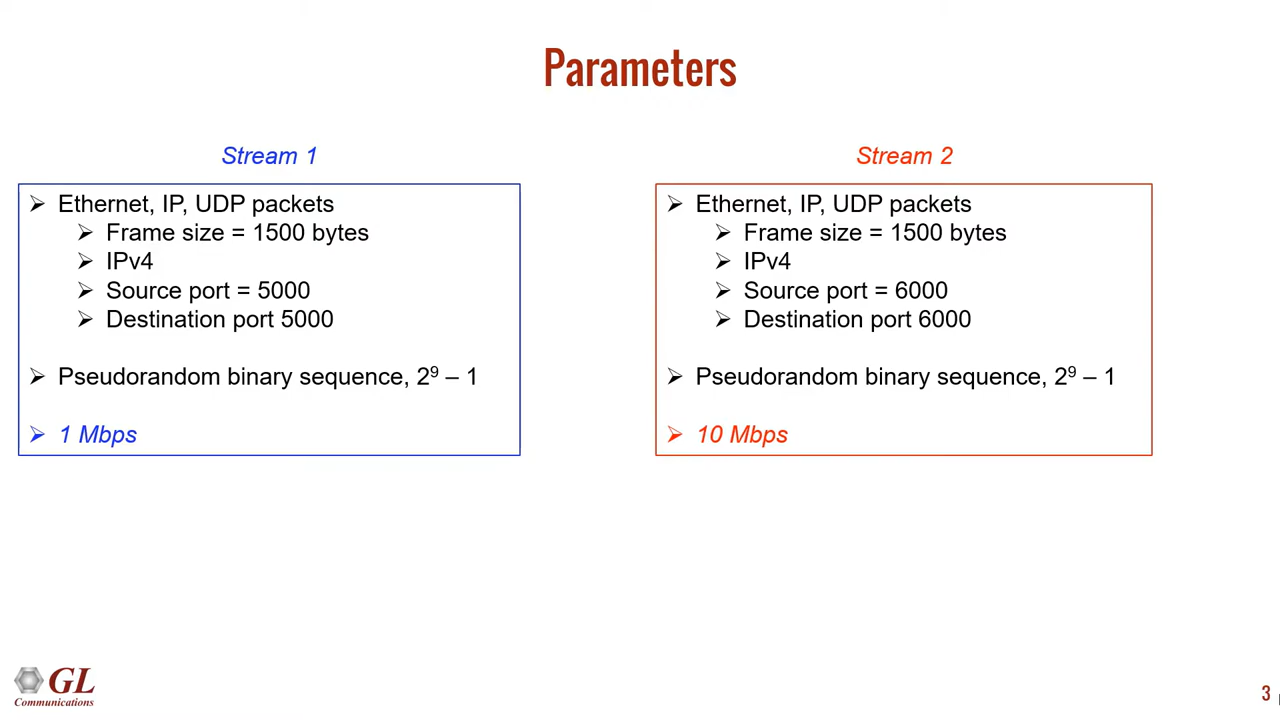 Parameters
Stream 1
➢ Ethernet, IP, UDP packets
➢ Frame size = 1500 bytes
➢ IPv4
➢ Source port = 5000
➢ Destination port 5000
➢ Pseudorandom binary sequence, 2⁹ – 1
➢ 1 Mbps
Stream 2
➢ Ethernet, IP, UDP packets
➢ Frame size = 1500 bytes
➢ IPv4
➢ Source port = 6000
➢ Destination port 6000
➢ Pseudorandom binary sequence, 2⁹ – 1
➢ 10 Mbps
GL
Communications
3